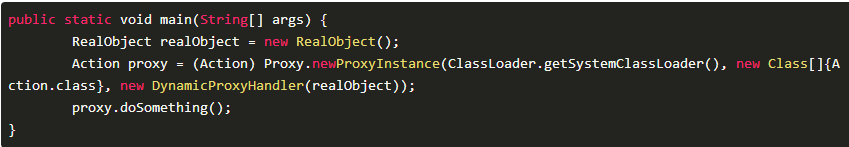 public static void main(String[] args) {
        RealObject realObject = new RealObject();
        Action proxy = (Action) Proxy.newProxyInstance(ClassLoader.getSystemClassLoader(), new Class[]{A
ction.class}, new DynamicProxyHandler(realObject));
        proxy.doSomething();
}